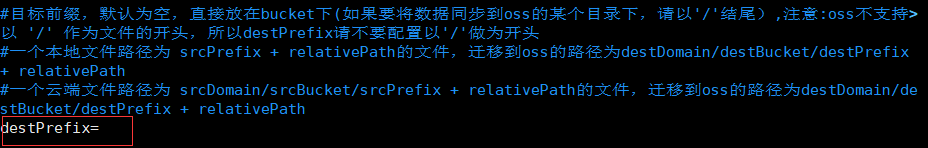 #目标前缀，默认为空，直接放在bucket下(如果要将数据同步到oss的某个目录下，请以'/'结尾）,注意:oss不支持>
以 '/' 作为文件的开头，所以destPrefix请不要配置以'/'做为开头
#一个本地文件路径为 srcPrefix + relativePath的文件，迁移到oss的路径为destDomain/destBucket/destPrefix
+ relativePath
#一个云端文件路径为 srcDomain/srcBucket/srcPrefix + relativePath的文件，迁移到oss的路径为destDomain/de
stBucket/destPrefix + relativePath
destPrefix=